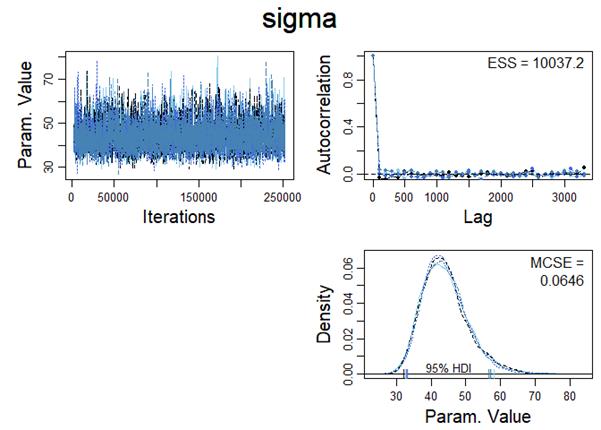 sigma
Param. Value
30
50
70
0
50000
150000
250000
Iterations
Autocorrelation
0.0
0.4
0.8
ESS = 10037.2
0
500
1000
2000
3000
Lag
Density
0.00
0.02
0.04
0.06
MCSE =
0.0646
95% HDI
30
40
50
60
70
80
Param. Value